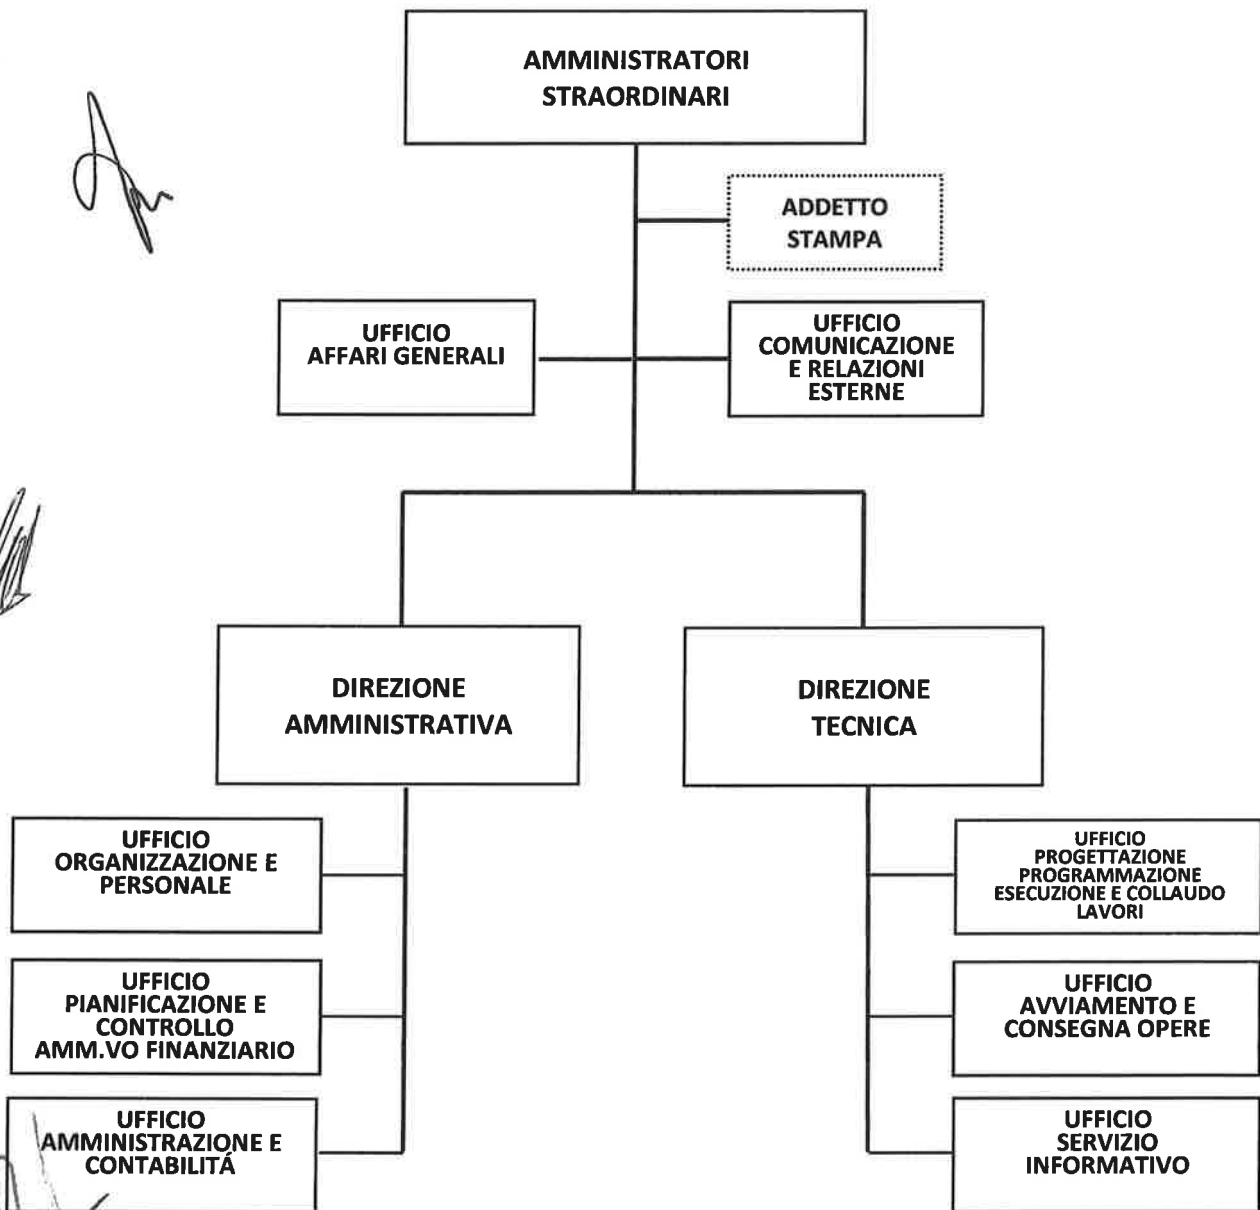 AMMINISTRATORI
STRAORDINARI
ADDETTO
STAMPA
UFFICIO
AFFARI GENERALI
UFFICIO
COMUNICAZIONE
E RELAZIONI
ESTERNE
DIREZIONE
AMMINISTRATIVA
DIREZIONE
TECNICA
UFFICIO
ORGANIZZAZIONE E
PERSONALE
UFFICIO
PROGETTAZIONE
PROGRAMMAZIONE
ESECUZIONE E COLLAUDO
LAVORI
UFFICIO
PIANIFICAZIONE E
CONTROLLO
AMM.VO FINANZIARIO
UFFICIO
AVVIAMENTO E
CONSEGNA OPERE
UFFICIO
AMMINISTRAZIONE E
CONTABILITÁ
UFFICIO
SERVIZIO
INFORMATIVO